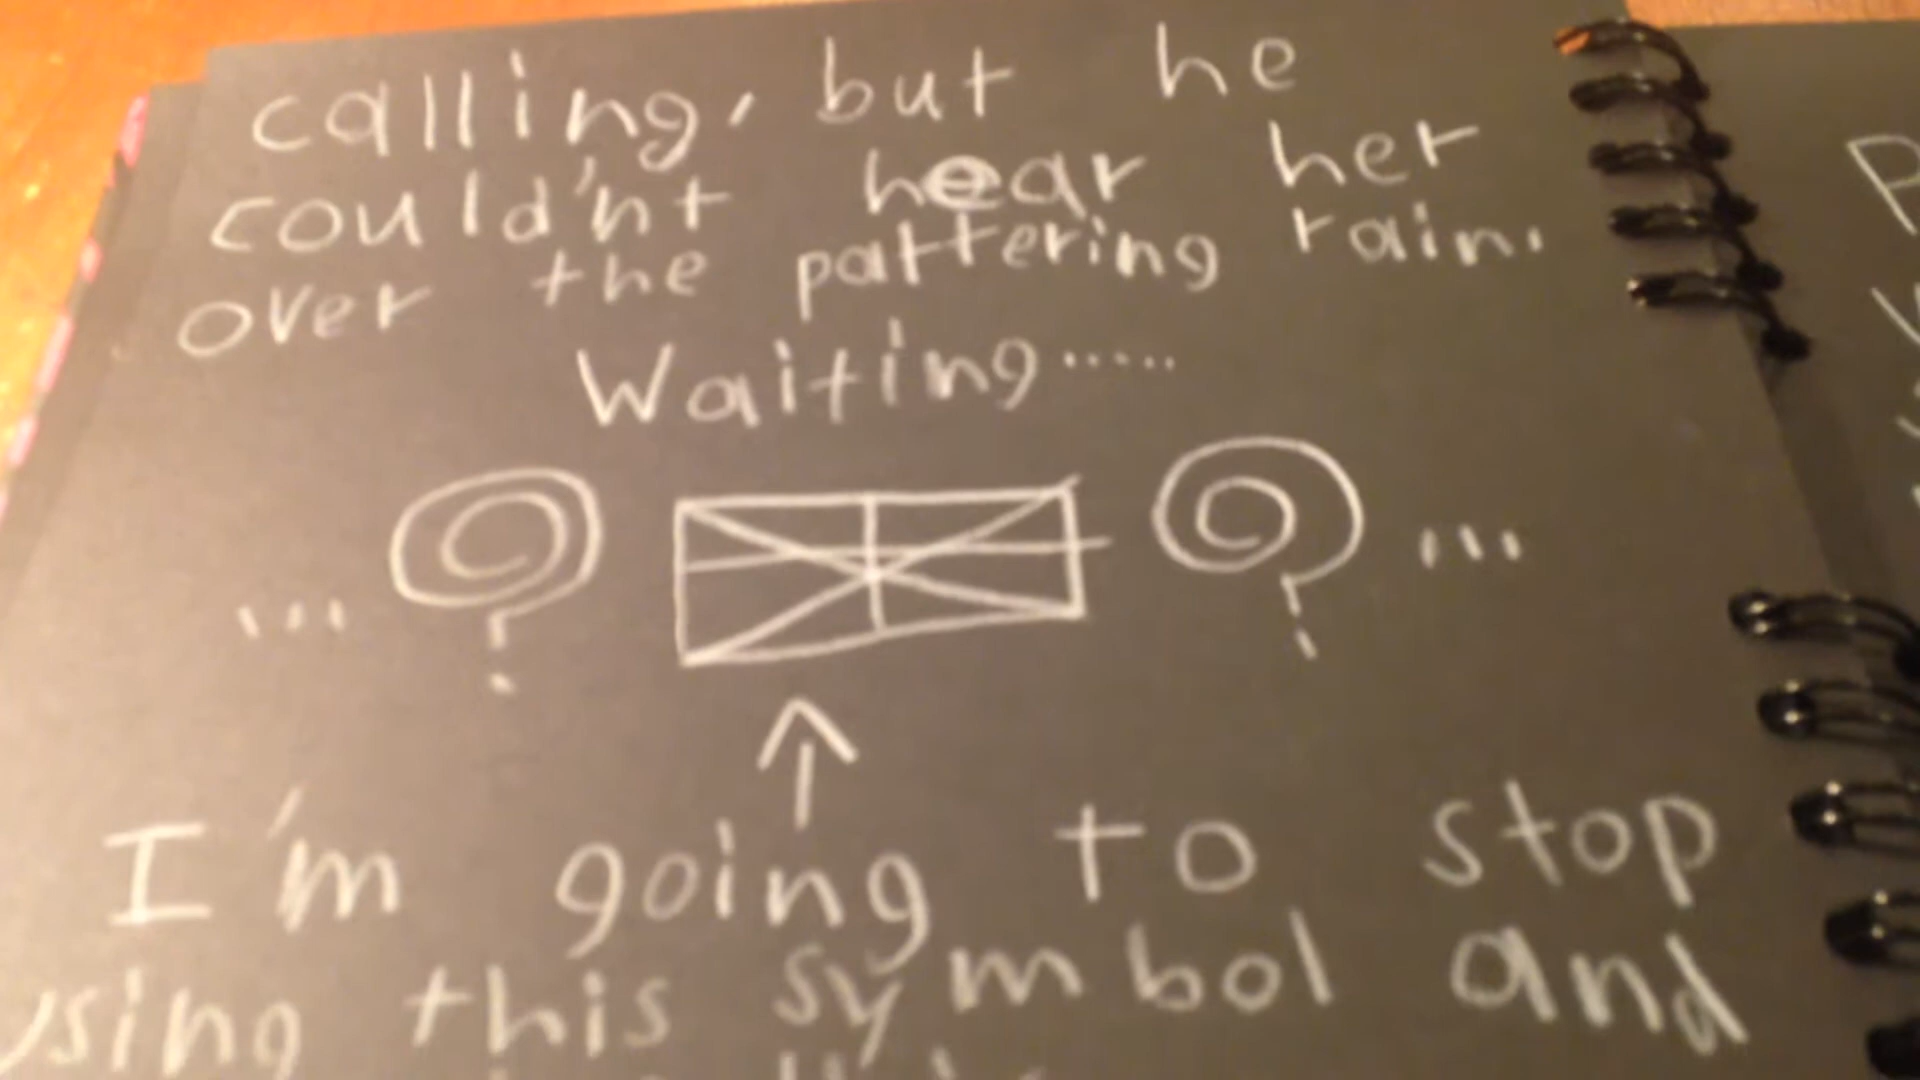 calling, but he
could'nt hear her
over the pattering rain.
Waiting.....
... ? ? ...
I'm going to stop
using this symbol and